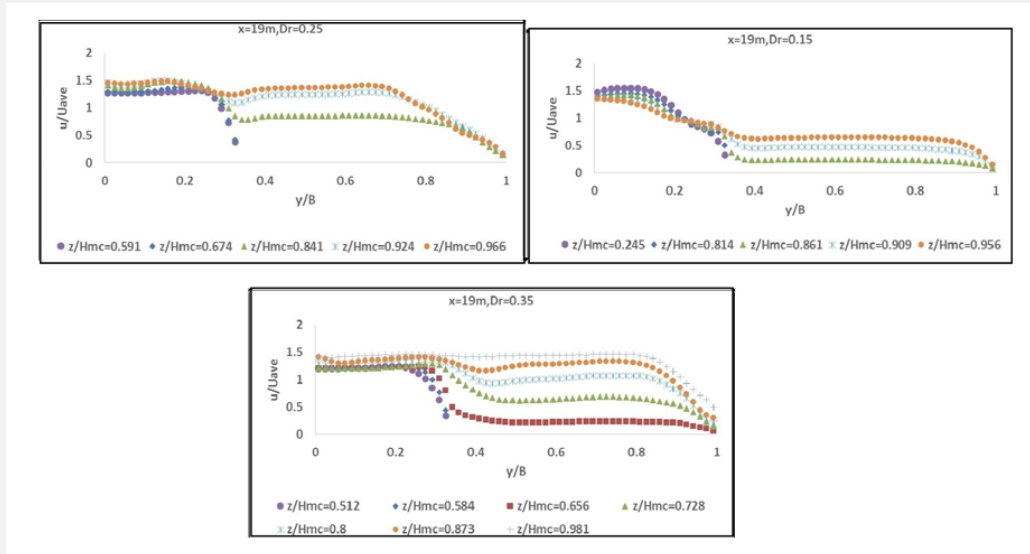 x=19m,Dr=0.25
2
1.5
1
0.5
0
u/Uave
0 0.2 0.4 0.6 0.8 1
y/B
z/Hmc=0.591 z/Hmc=0.674 z/Hmc=0.841 z/Hmc=0.924 z/Hmc=0.966
x=19m,Dr=0.15
2
1.5
1
0.5
0
u/Uave
0 0.2 0.4 0.6 0.8 1
y/B
z/Hmc=0.245 z/Hmc=0.814 z/Hmc=0.861 z/Hmc=0.909 z/Hmc=0.956
x=19m,Dr=0.35
2
1.5
1
0.5
0
u/Uave
0 0.2 0.4 0.6 0.8 1
y/B
z/Hmc=0.512 z/Hmc=0.584 z/Hmc=0.656 z/Hmc=0.728
z/Hmc=0.8 z/Hmc=0.873 z/Hmc=0.981